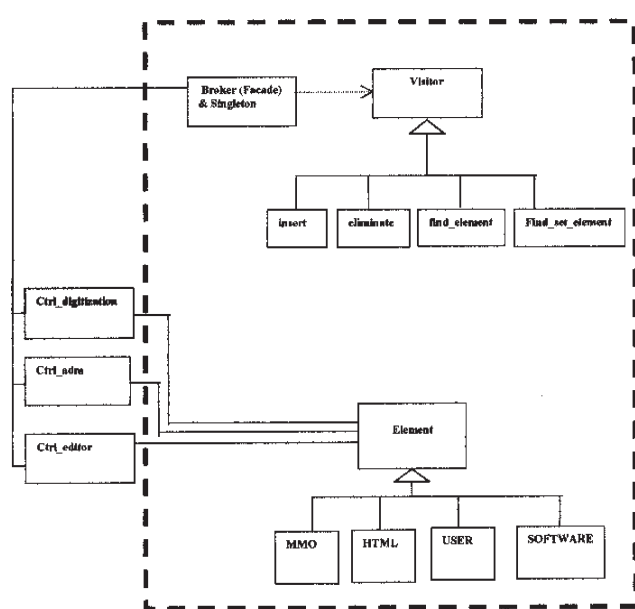 Broker (Facade)
& Singleton
Visitor
insert
eliminate
find_element
Find_set_element
Ctrl_digitization
Ctrl_adm
Ctrl_editor
Element
MMO
HTML
USER
SOFTWARE